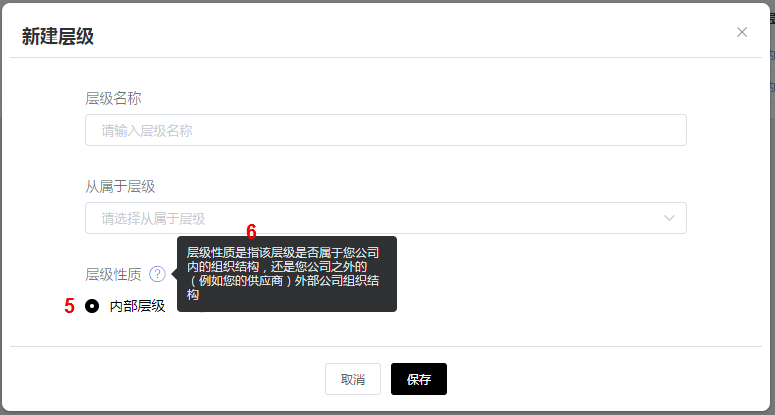 新建层级
层级名称
请输入层级名称
从属于层级
请选择从属于层级
6
层级性质是指该层级是否属于您公司
内的组织结构，还是您公司之外的
（例如您的供应商）外部公司组织结
构
层级性质 ?
5 内部层级
取消 保存